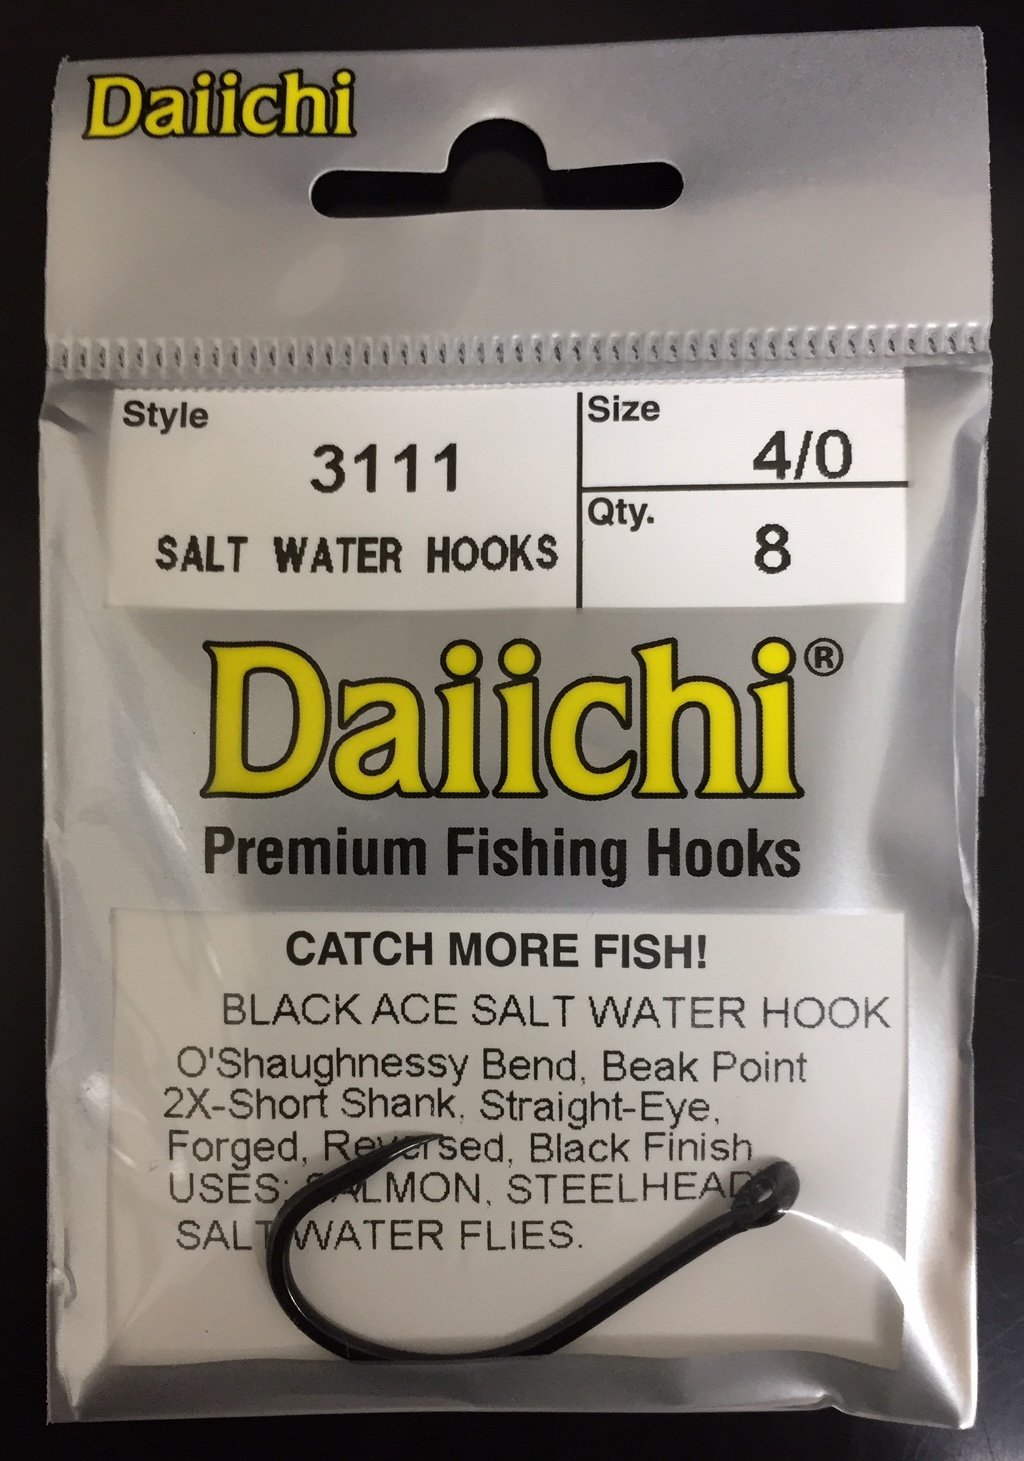 Daiichi
Style
3111
SALT WATER HOOKS
Size
4/0
Qty.
8
Daiichi®
Premium Fishing Hooks
CATCH MORE FISH!
BLACK ACE SALT WATER HOOK
O'Shaughnessy Bend, Beak Point
2X-Short Shank, Straight-Eye,
Forged, Reversed, Black Finish
USES: SALMON, STEELHEAD,
SALT WATER FLIES.